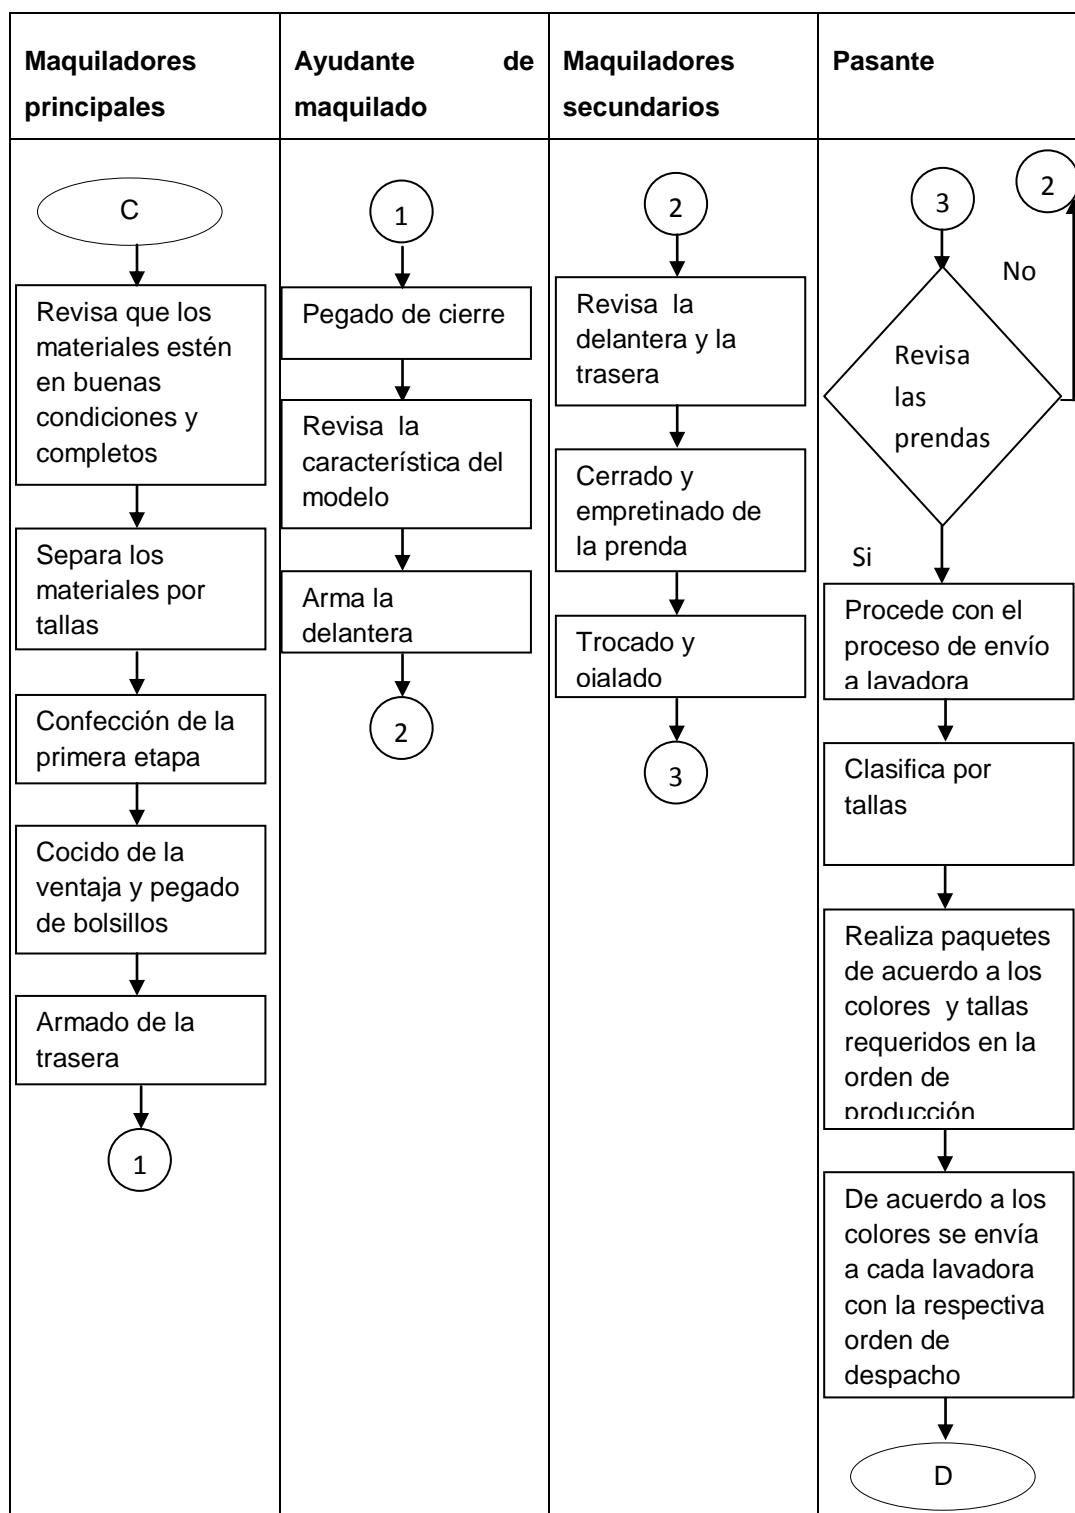 Maquiladores
principales
Ayudante de
maquilado
Maquiladores
secundarios
Pasante
C
Revisa que los
materiales estén
en buenas
condiciones y
completos
Separa los
materiales por
tallas
Confección de la
primera etapa
Cocido de la
ventaja y pegado
de bolsillos
Armado de la
trasera
1
1
Pegado de cierre
Revisa la
característica del
modelo
Arma la
delantera
2
2
Revisa la
delantera y la
trasera
Cerrado y
empretinado de
la prenda
Trocado y
oialado
3
3
2
No
Revisa
las
prendas
Si
Procede con el
proceso de envío
a lavadora
Clasifica por
tallas
Realiza paquetes
de acuerdo a los
colores y tallas
requeridos en la
orden de
producción
De acuerdo a los
colores se envía
a cada lavadora
con la respectiva
orden de
despacho
D